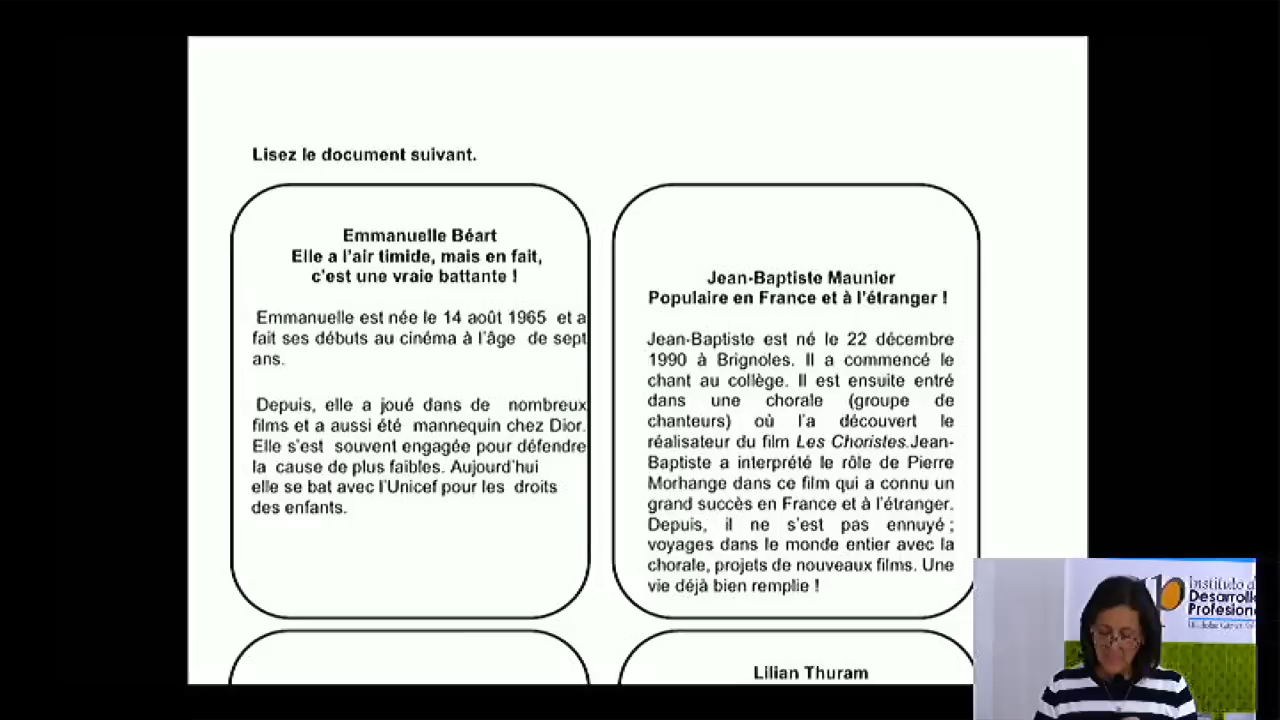 Lisez le document suivant.
Emmanuelle Béart
Elle a l'air timide, mais en fait,
c'est une vraie battante !
Emmanuelle est née le 14 août 1965 et a
fait ses débuts au cinéma à l'âge de sept
ans.
Depuis, elle a joué dans de nombreux
films et a aussi été mannequin chez Dior.
Elle s'est souvent engagée pour défendre
la cause de plus faibles. Aujourd'hui
elle se bat avec l'Unicef pour les droits
des enfants.
Jean-Baptiste Maunier
Populaire en France et à l'étranger !
Jean-Baptiste est né le 22 décembre
1990 à Brignoles. Il a commencé le
chant au collège. Il est ensuite entré
dans une chorale (groupe de
chanteurs) où l'a découvert le
réalisateur du film Les Choristes.Jean-
Baptiste a interprété le rôle de Pierre
Morhange dans ce film qui a connu un
grand succès en France et à l'étranger.
Depuis, il ne s'est pas ennuyé ;
voyages dans le monde entier avec la
chorale, projets de nouveaux films. Une
vie déjà bien remplie !
Lilian Thuram
Instituto d
Desarroll
Profesion